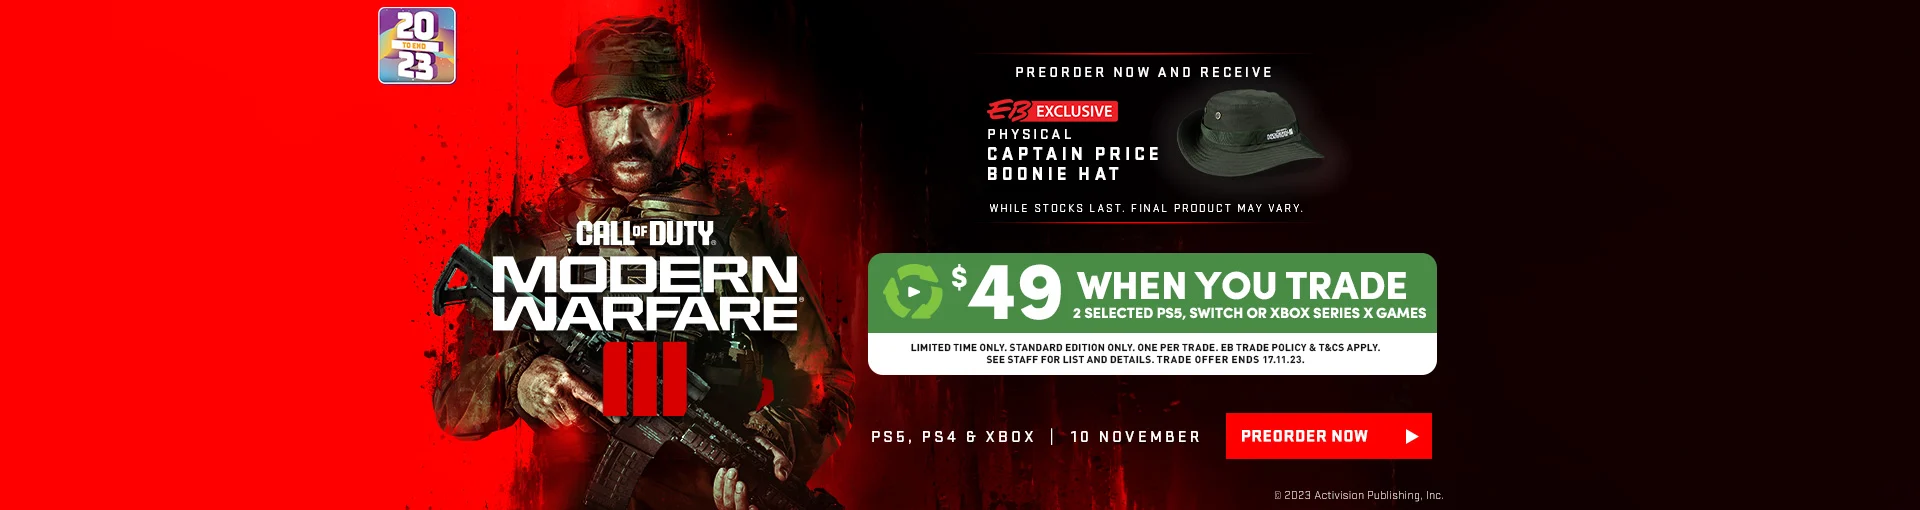 20
TO END
23
CALL OF DUTY®
MODERN
WARFARE®
III
PREORDER NOW AND RECEIVE
EB EXCLUSIVE
PHYSICAL
CAPTAIN PRICE
BOONIE HAT
WHILE STOCKS LAST. FINAL PRODUCT MAY VARY.
$49 WHEN YOU TRADE
2 SELECTED PS5, SWITCH OR XBOX SERIES X GAMES
LIMITED TIME ONLY. STANDARD EDITION ONLY. ONE PER TRADE. EB TRADE POLICY & T&CS APPLY.
SEE STAFF FOR LIST AND DETAILS. TRADE OFFER ENDS 17.11.23.
PS5, PS4 & XBOX | 10 NOVEMBER
PREORDER NOW
© 2023 Activision Publishing, Inc.